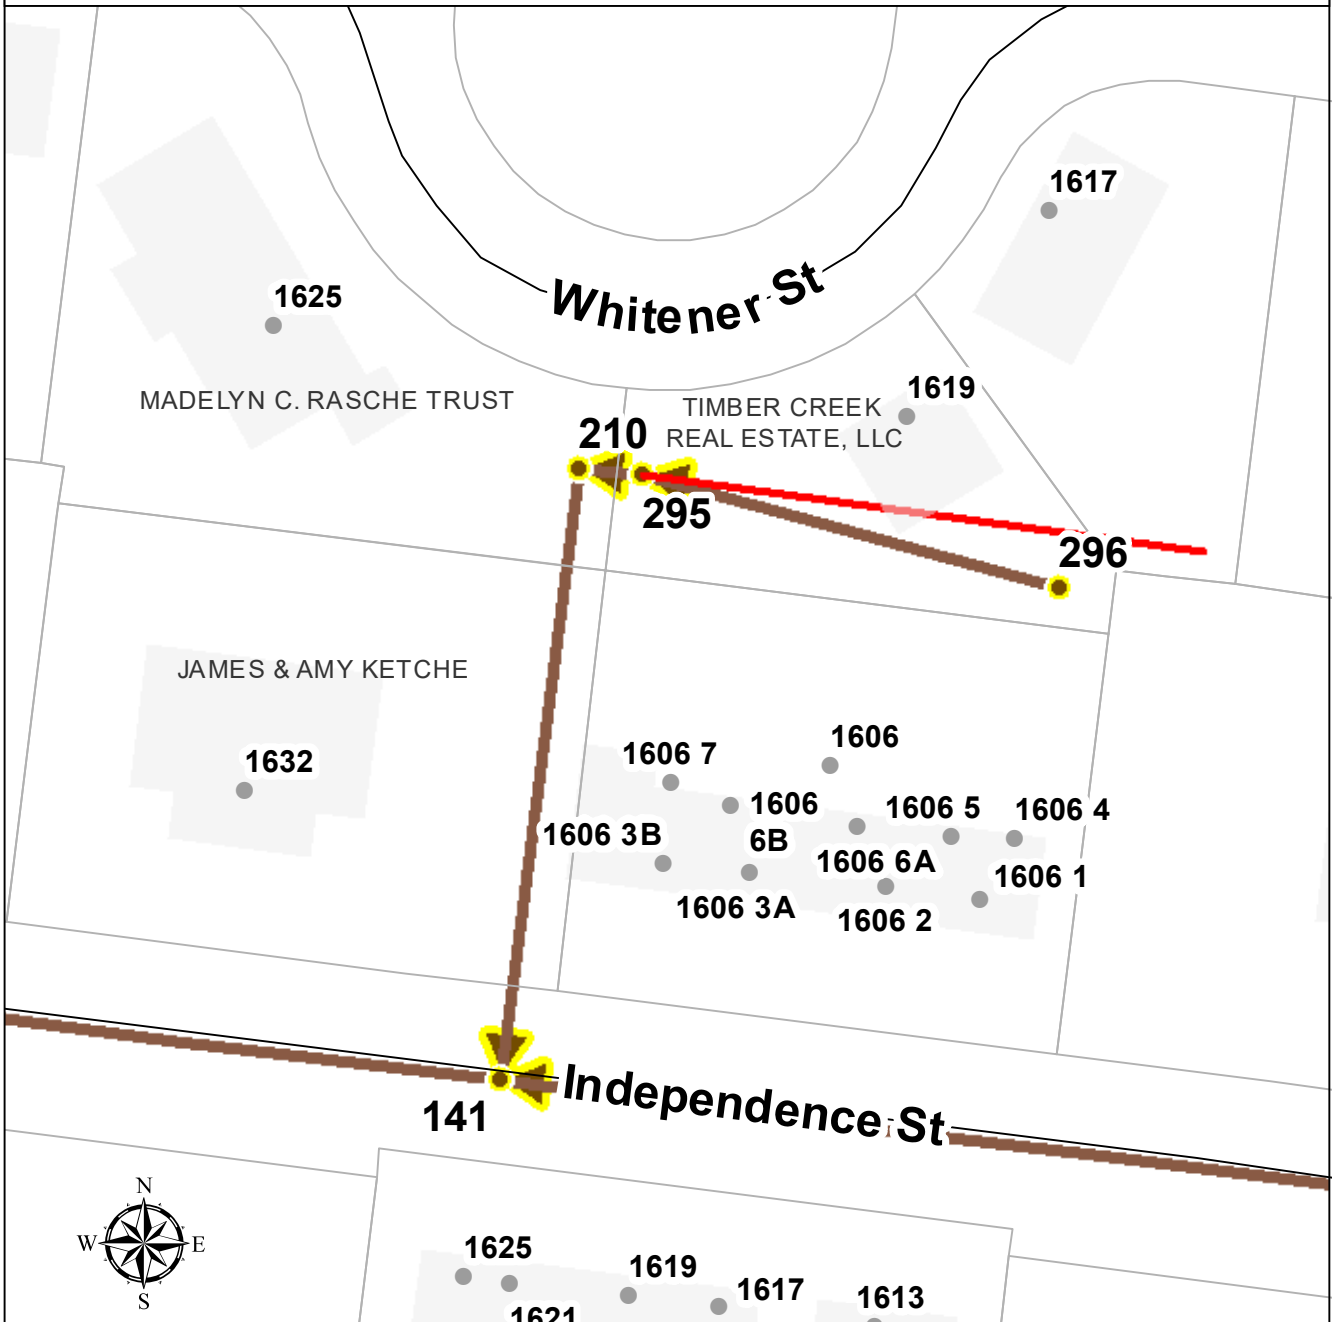 1617
1625
Whitener St
1619
MADELYN C. RASCHE TRUST
TIMBER CREEK
REAL ESTATE, LLC
210
295
296
JAMES & AMY KETCHE
1632
1606 7
1606
1606
6B
1606 5
1606 4
1606 3B
1606 6A
1606 1
1606 3A
1606 2
Independence St
141
N
W
E
S
1625
1619
1617
1613
1621